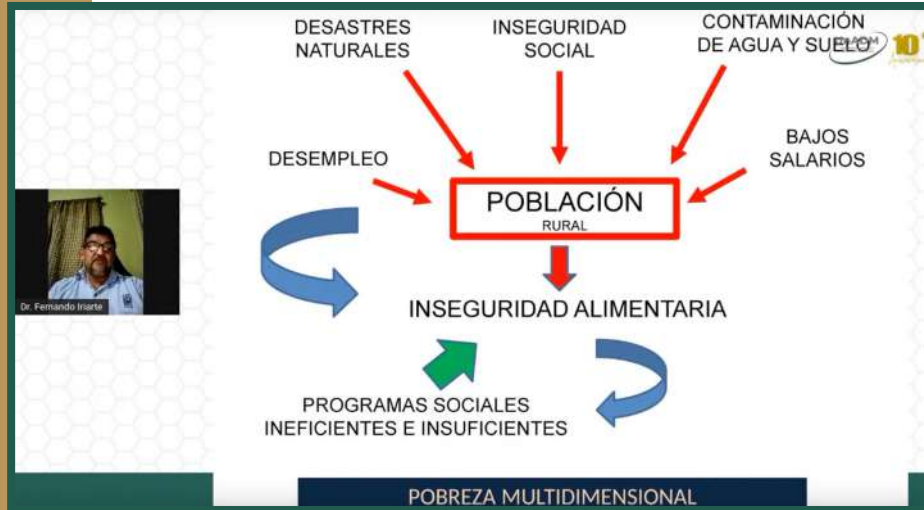 DESASTRES
NATURALES
INSEGURIDAD
SOCIAL
CONTAMINACIÓN
DE AGUA Y SUELO
10
DESEMPLEO
BAJOS
SALARIOS
POBLACIÓN
RURAL
INSEGURIDAD ALIMENTARIA
PROGRAMAS SOCIALES
INEFICIENTES E INSUFICIENTES
Dr. Fernando Iriarte
POBREZA MULTIDIMENSIONAL